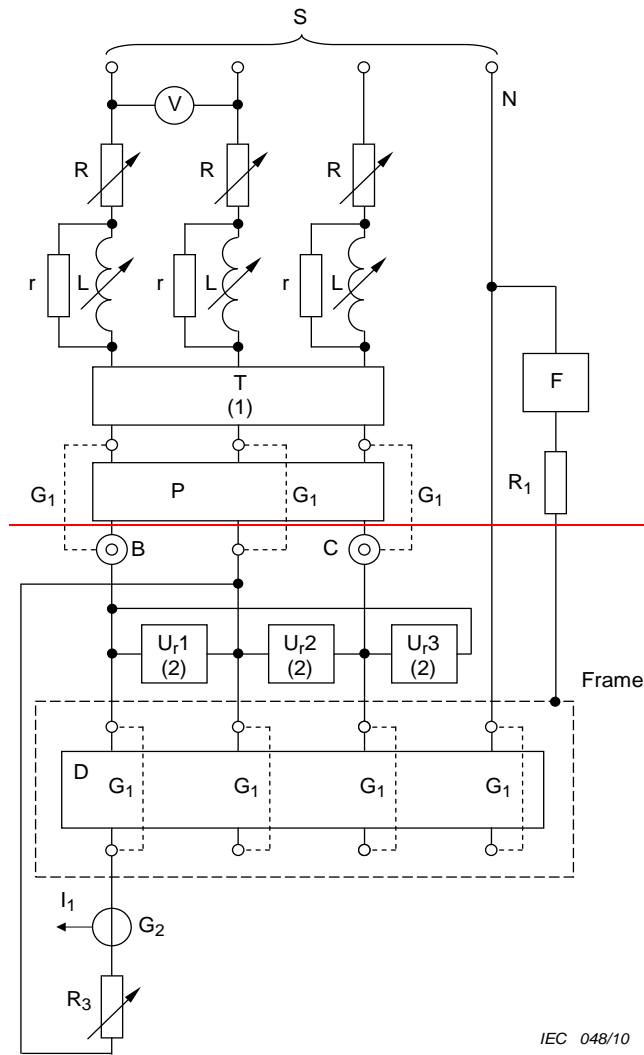 S
N
V
R R R
r L r L r L
F
T
(1)
R1
G1 P G1 G1
B C
Ur1 Ur2 Ur3
(2) (2) (2)
Frame
D G1 G1 G1 G1
I1
G2
R3
IEC 048/10